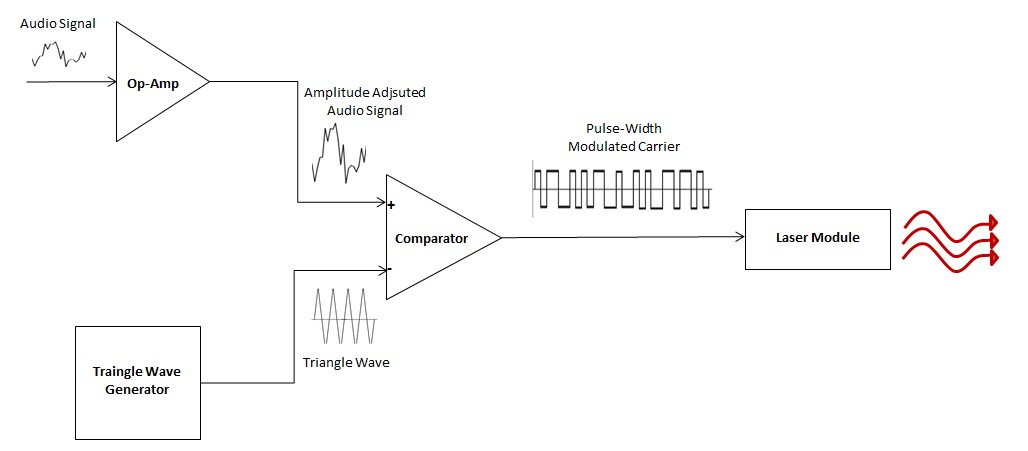 Audio Signal
Op-Amp
Amplitude Adjsuted
Audio Signal
Pulse-Width
Modulated Carrier
+
Comparator
-
Laser Module
Triangle Wave
Traingle Wave
Generator